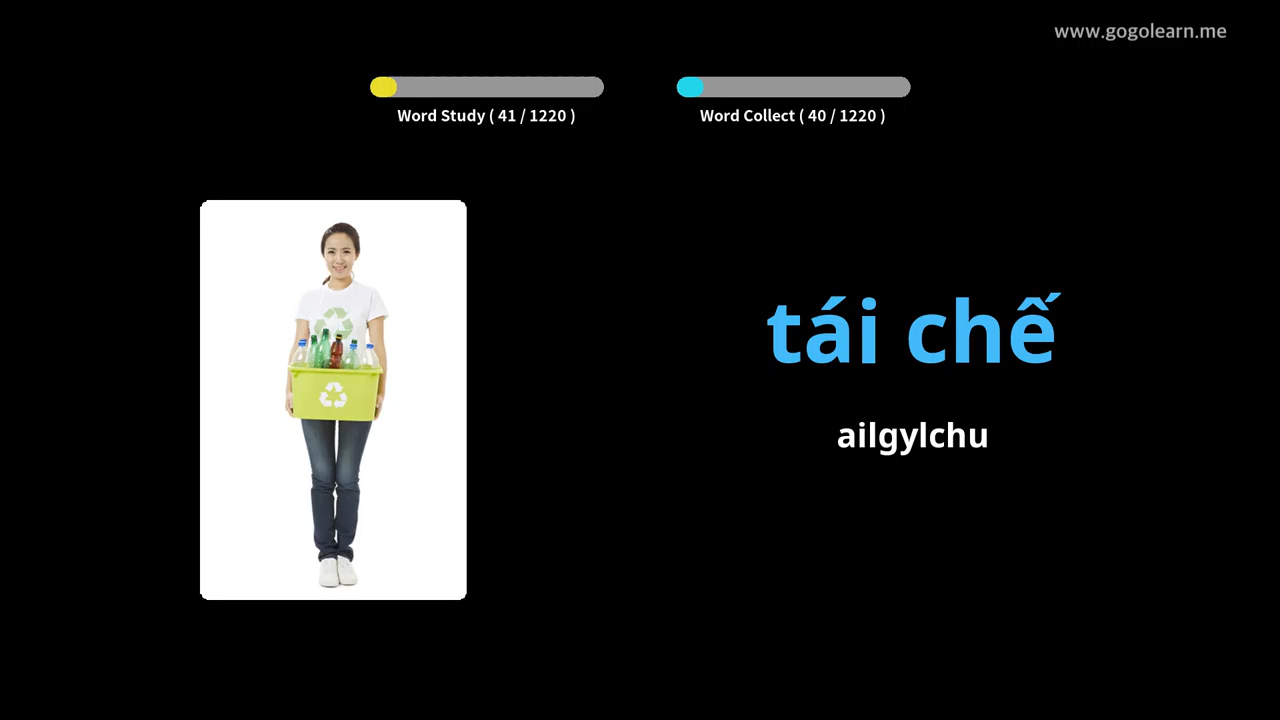 www.gogolearn.me
Word Study ( 41 / 1220 )
Word Collect ( 40 / 1220 )
tái chế
ailgylchu